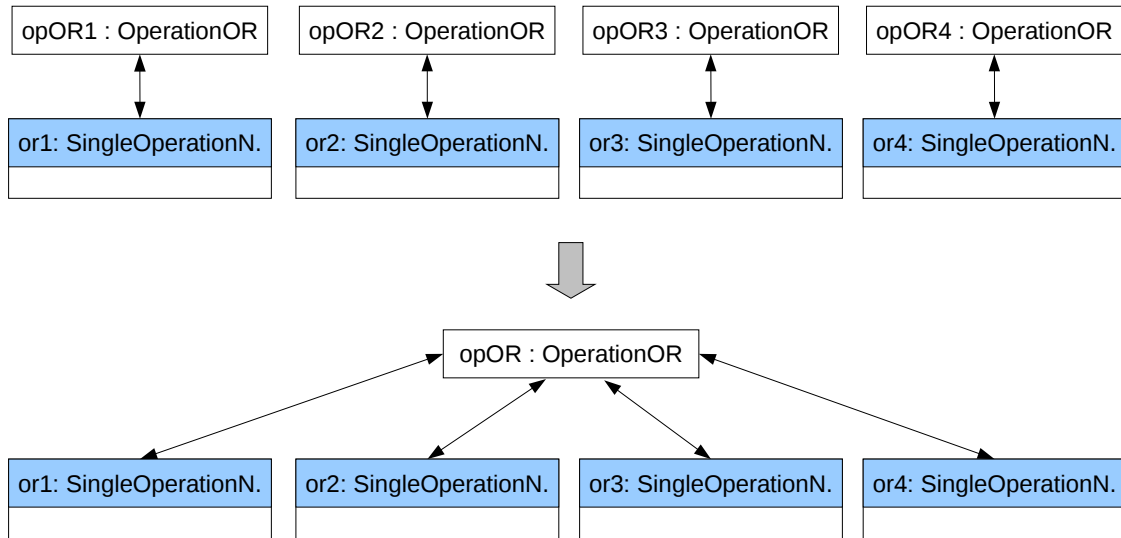 opOR1 : OperationOR
opOR2 : OperationOR
opOR3 : OperationOR
opOR4 : OperationOR
or1: SingleOperationN.
or2: SingleOperationN.
or3: SingleOperationN.
or4: SingleOperationN.
opOR : OperationOR
or1: SingleOperationN.
or2: SingleOperationN.
or3: SingleOperationN.
or4: SingleOperationN.